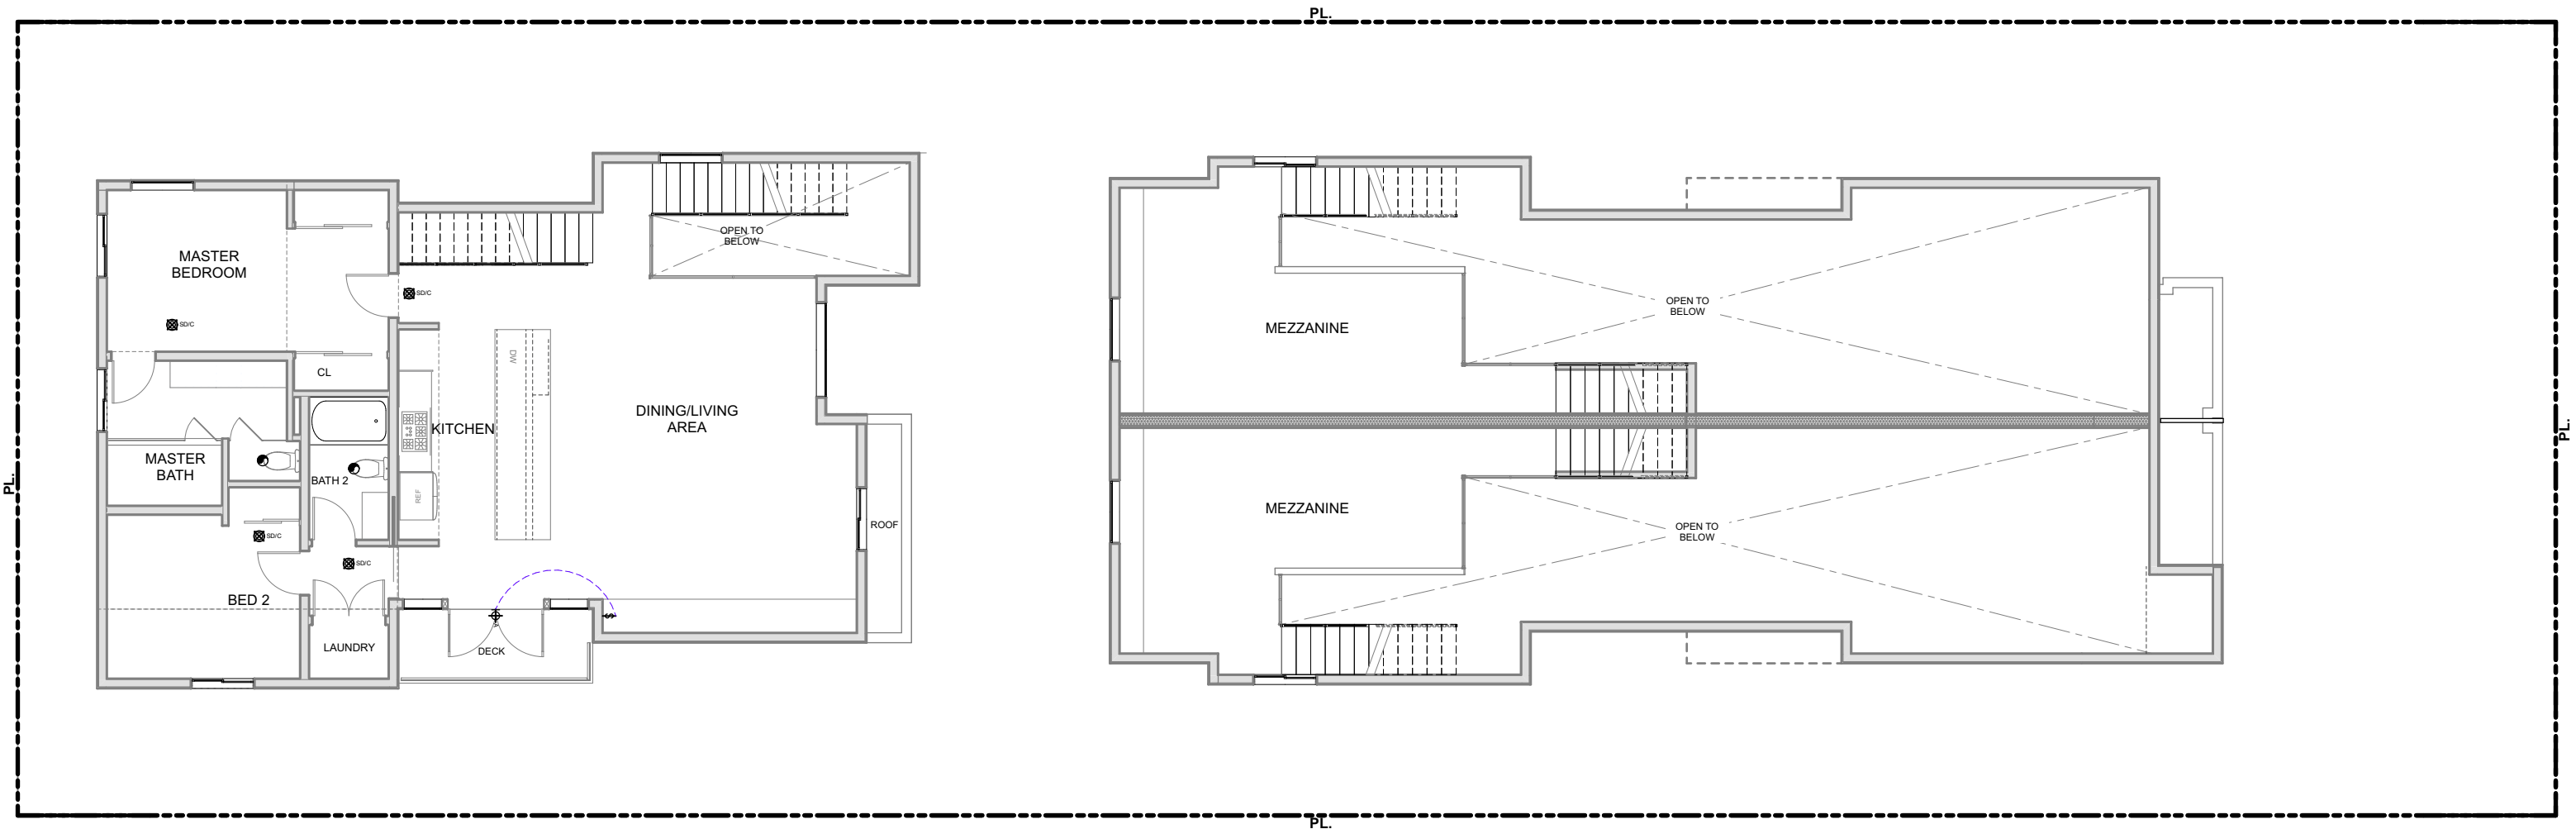 PL.
MASTER
BEDROOM
SD/C
SD/C
CL
MASTER
BATH
BATH 2
KITCHEN
REF
DW
OPEN TO
BELOW
DINING/LIVING
AREA
ROOF
SD/C
SD/C
BED 2
LAUNDRY
DECK
$
MEZZANINE
OPEN TO
BELOW
MEZZANINE
OPEN TO
BELOW
PL.
PL.
PL.